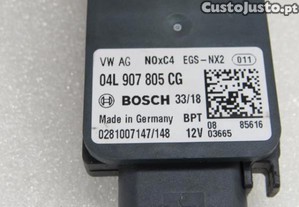 CustoJusto.pt
VW AG NOxC4 EGS-NX2 011
04L 907 805 CG
BOSCH 33/18
Made in Germany BPT
0281007147/148 12V
08 85616
03665